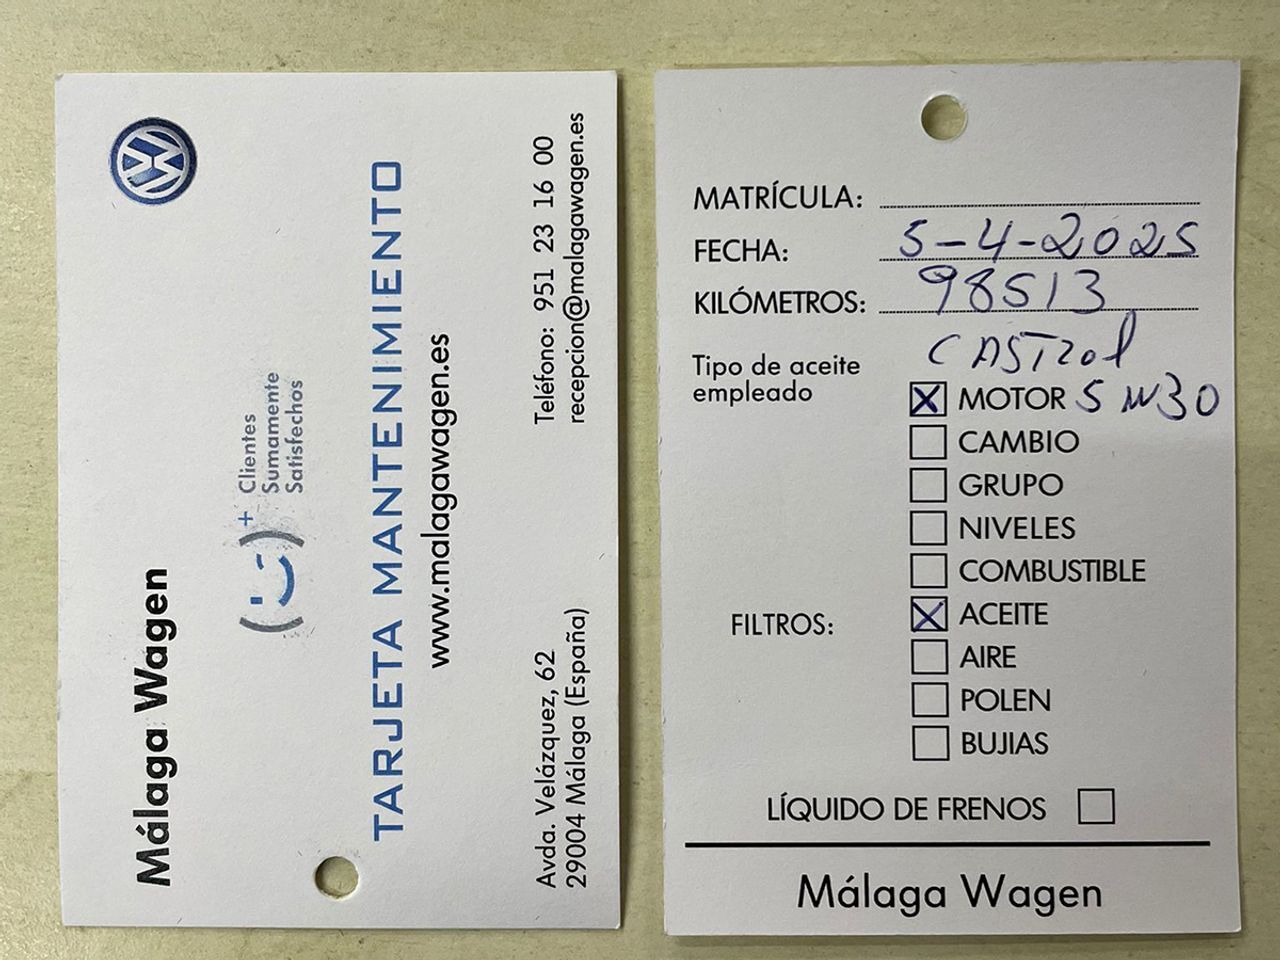 Málaga Wagen
+ Clientes
Sumamente
Satisfechos
TARJETA MANTENIMIENTO
www.malagawagen.es
Avda. Velázquez, 62
29004 Málaga (España)
Teléfono: 951 23 16 00
recepcion@malagawagen.es
MATRÍCULA:
FECHA: 5-4-2025
KILÓMETROS: 98513
Tipo de aceite
empleado
CASTROl
MOTOR 5W30
CAMBIO
GRUPO
NIVELES
COMBUSTIBLE
FILTROS: ACEITE
AIRE
POLEN
BUJIAS
LÍQUIDO DE FRENOS
Málaga Wagen